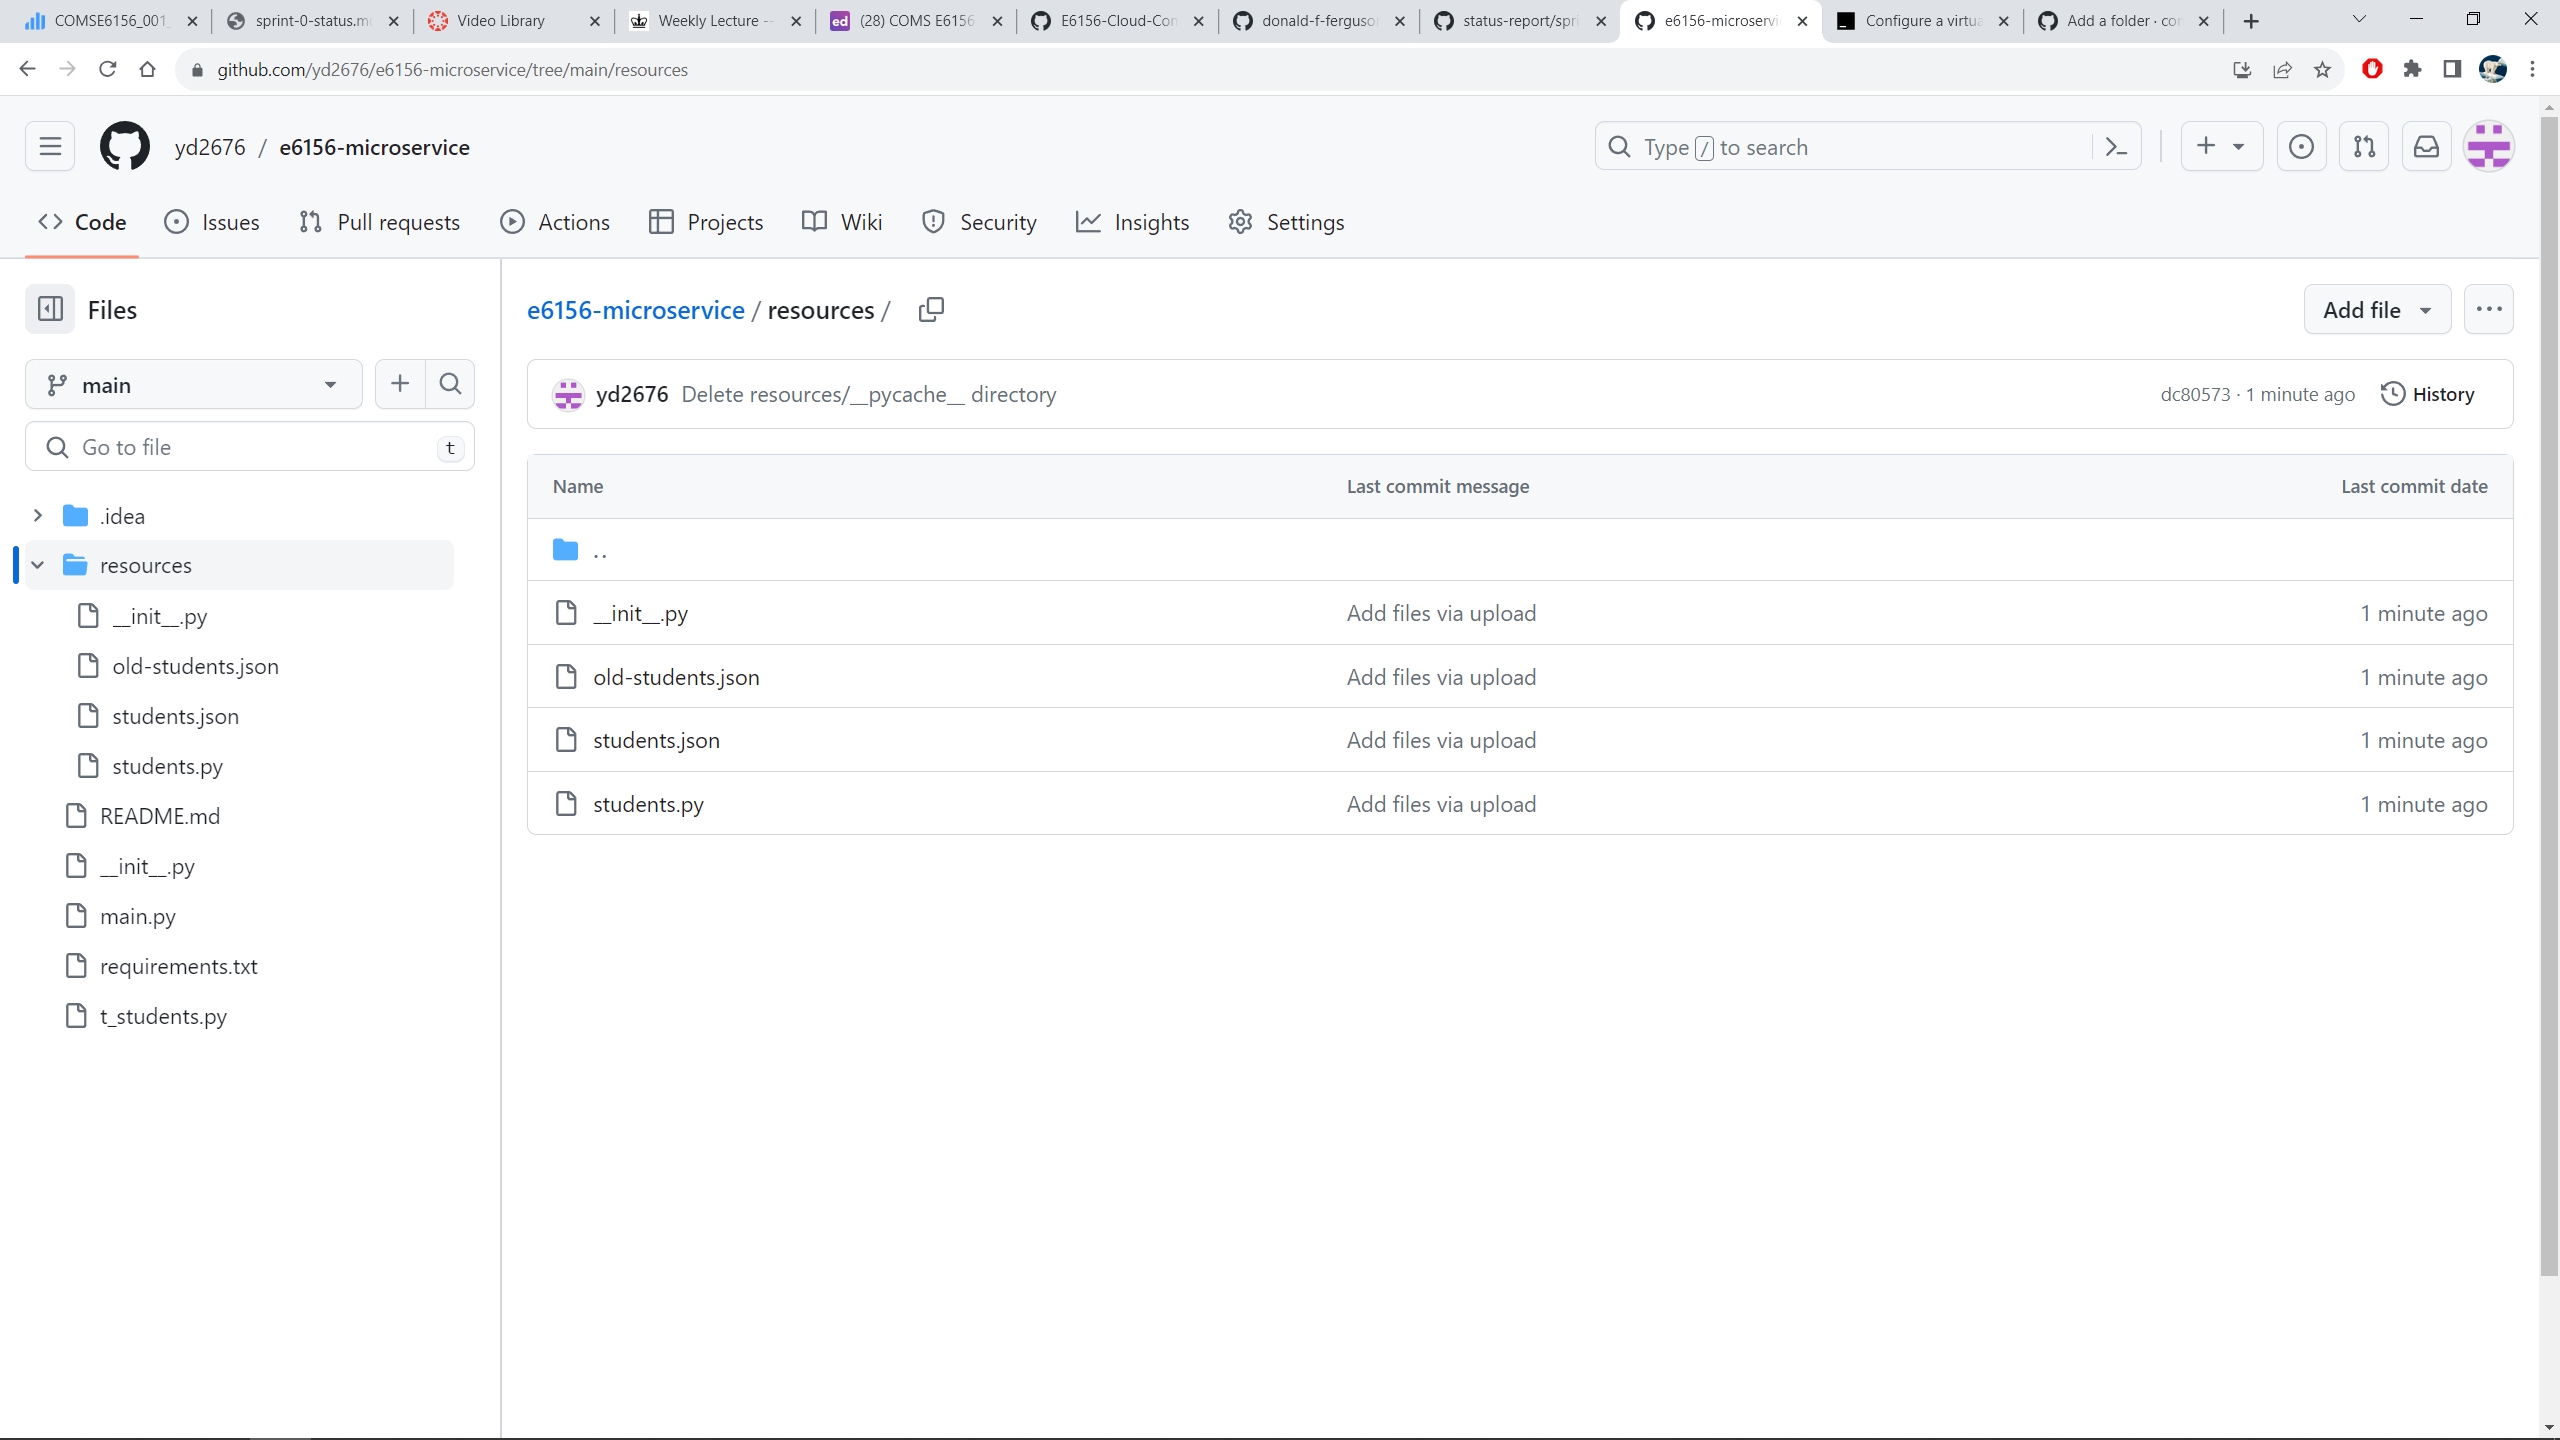 COMSE6156_001_
sprint-0-status.m
Video Library
Weekly Lecture --
ed (28) COMS E6156
E6156-Cloud-Con
donald-f-ferguso
status-report/spri
e6156-microservi
Configure a virtua
Add a folder · cor
github.com/yd2676/e6156-microservice/tree/main/resources
yd2676 / e6156-microservice
Type / to search
Code Issues Pull requests Actions Projects Wiki Security Insights Settings
Files
main
Go to file t
.idea
resources
__init__.py
old-students.json
students.json
students.py
README.md
__init__.py
main.py
requirements.txt
t_students.py
e6156-microservice / resources /
Add file
yd2676 Delete resources/__pycache__ directory dc80573 · 1 minute ago History
Name Last commit message Last commit date
..
__init__.py Add files via upload 1 minute ago
old-students.json Add files via upload 1 minute ago
students.json Add files via upload 1 minute ago
students.py Add files via upload 1 minute ago